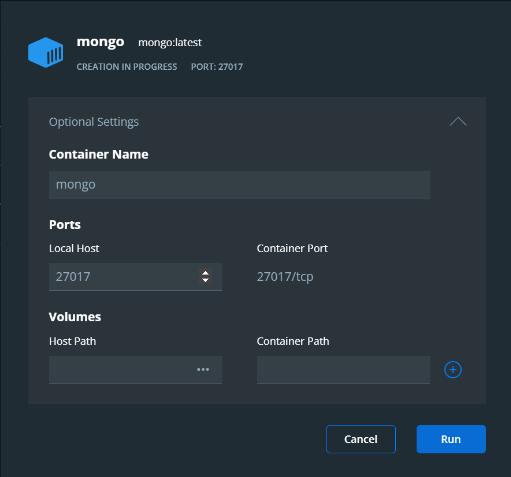 mongo mongo:latest
CREATION IN PROGRESS PORT: 27017
Optional Settings
Container Name
mongo
Ports
Local Host Container Port
27017 27017/tcp
Volumes
Host Path Container Path
Cancel Run